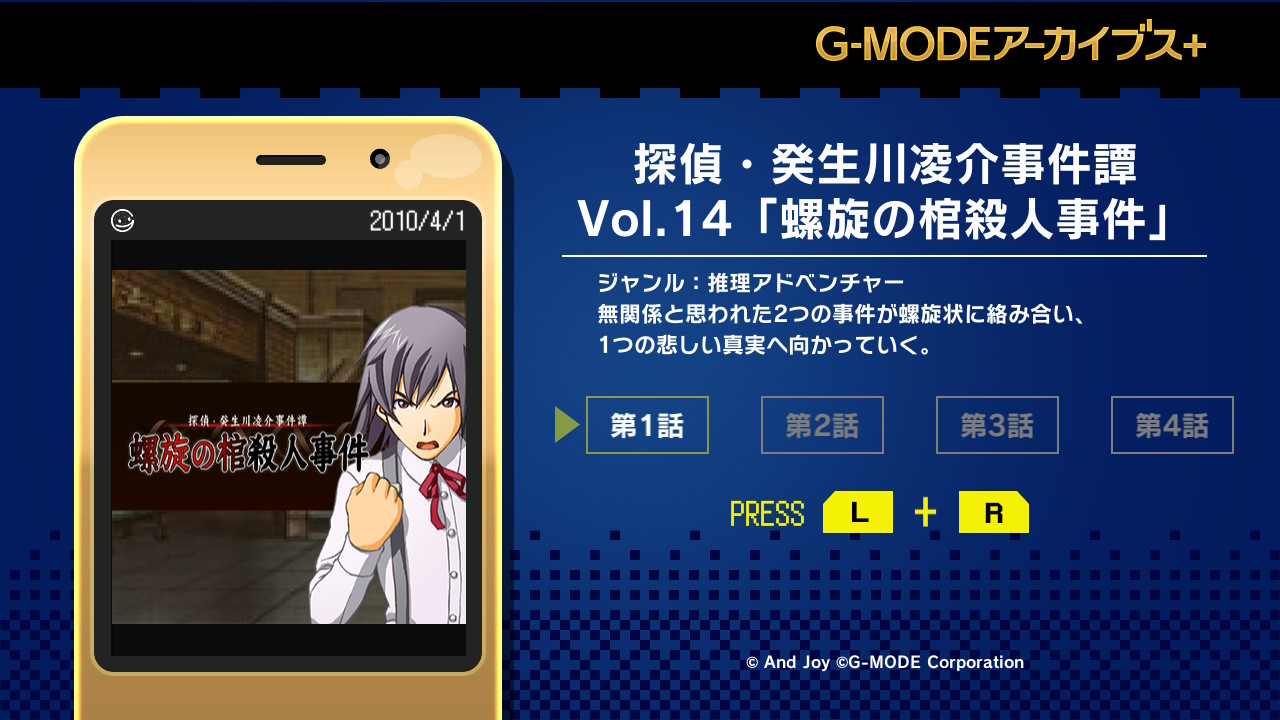 G-MODEアーカイブス+
2010/4/1
探偵・癸生川凌介事件譚
螺旋の棺殺人事件
探偵・癸生川凌介事件譚
Vol.14「螺旋の棺殺人事件」
ジャンル：推理アドベンチャー
無関係と思われた2つの事件が螺旋状に絡み合い、
1つの悲しい真実へ向かっていく。
第1話 第2話 第3話 第4話
PRESS L + R
© And Joy ©G-MODE Corporation